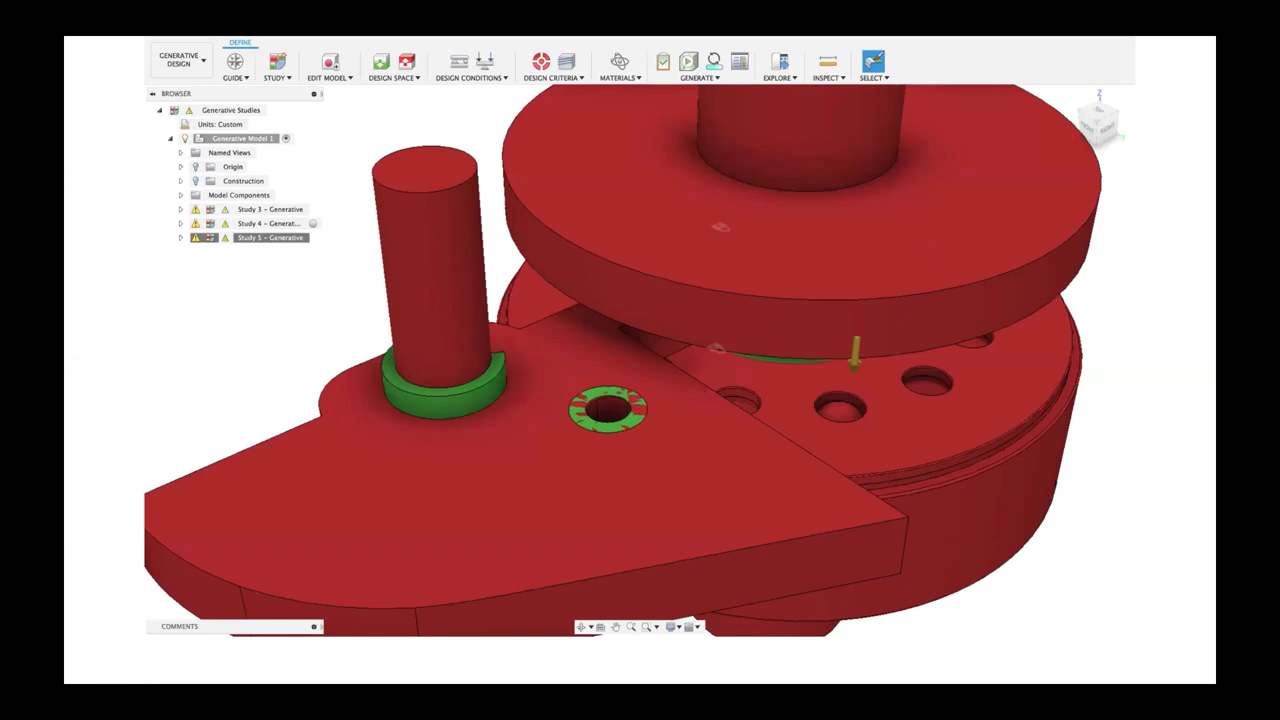 DEFINE
GENERATIVE DESIGN
GUIDE
STUDY
EDIT MODEL
DESIGN SPACE
DESIGN CONDITIONS
DESIGN CRITERIA
MATERIALS
GENERATE
EXPLORE
INSPECT
SELECT
BROWSER
Generative Studies
Units: Custom
Generative Model 1
Named Views
Origin
Construction
Model Components
Study 3 - Generative
Study 4 - Generat...
Study 5 - Generative
Z
COMMENTS